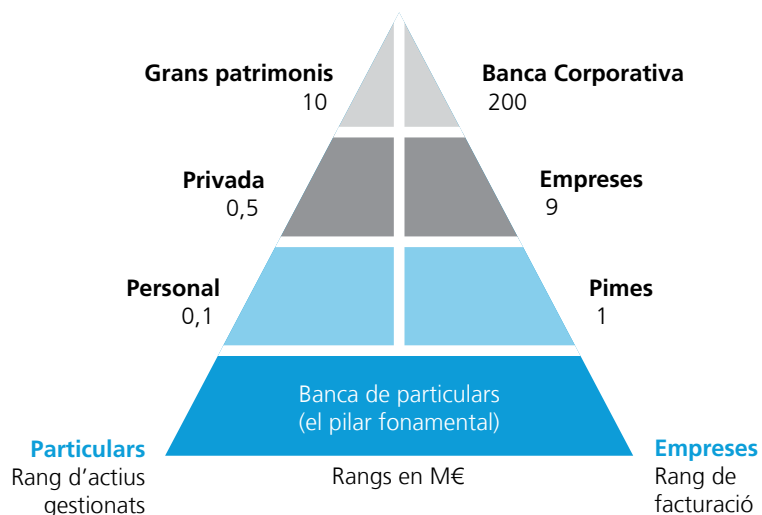 Grans patrimonis
10
Banca Corporativa
200
Privada
0,5
Empreses
9
Personal
0,1
Pimes
1
Banca de particulars
(el pilar fonamental)
Particulars
Rang d’actius
gestionats
Rangs en M€
Empreses
Rang de
facturació